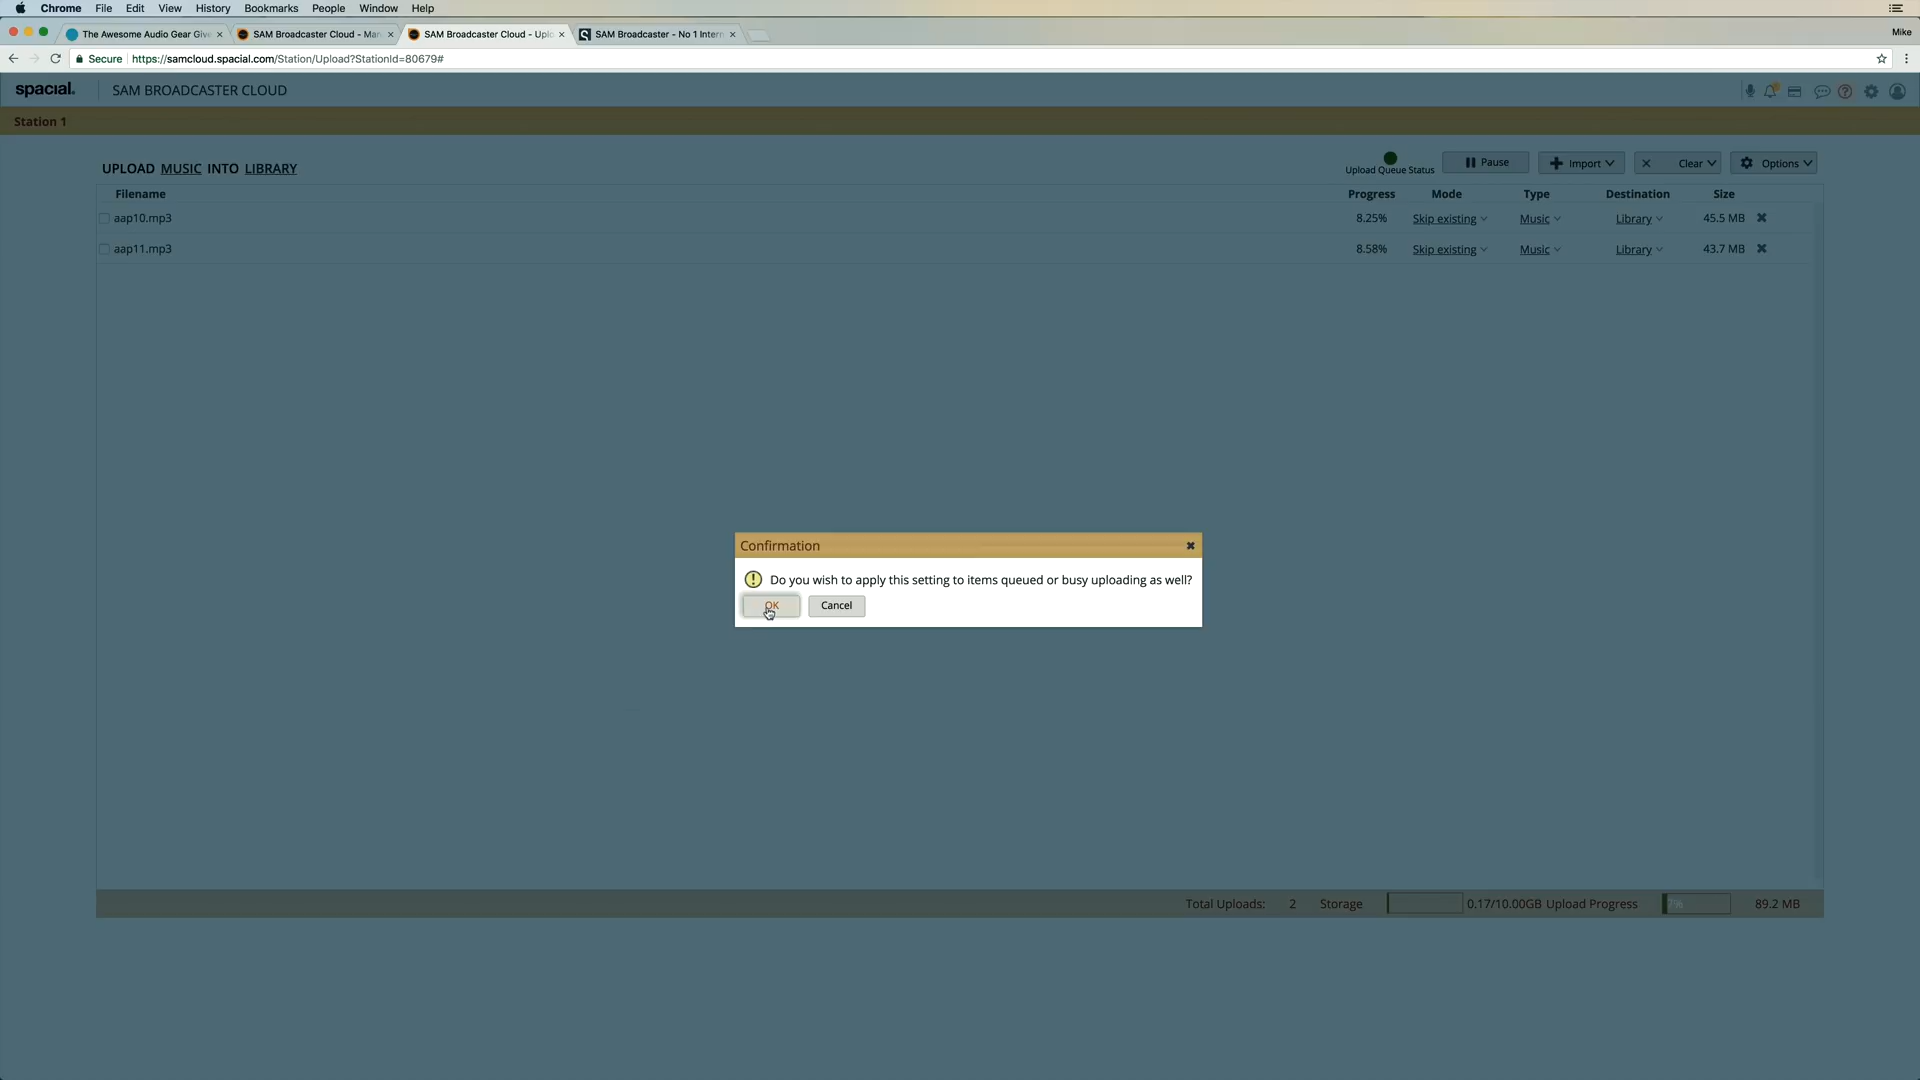 Chrome File Edit View History Bookmarks People Window Help
The Awesome Audio Gear Give SAM Broadcaster Cloud - Man SAM Broadcaster Cloud - Uplo SAM Broadcaster - No 1 Intern Mike
Secure https://samcloud.spacial.com/Station/Upload?StationId=80679#
spacial. SAM BROADCASTER CLOUD
Station 1
UPLOAD MUSIC INTO LIBRARY Upload Queue Status Pause Import Clear Options
Filename Progress Mode Type Destination Size
aap10.mp3 8.25% Skip existing Music Library 45.5 MB
aap11.mp3 8.58% Skip existing Music Library 43.7 MB
Confirmation
Do you wish to apply this setting to items queued or busy uploading as well?
OK Cancel
Total Uploads: 2 Storage 0.17/10.00GB Upload Progress 7% 89.2 MB